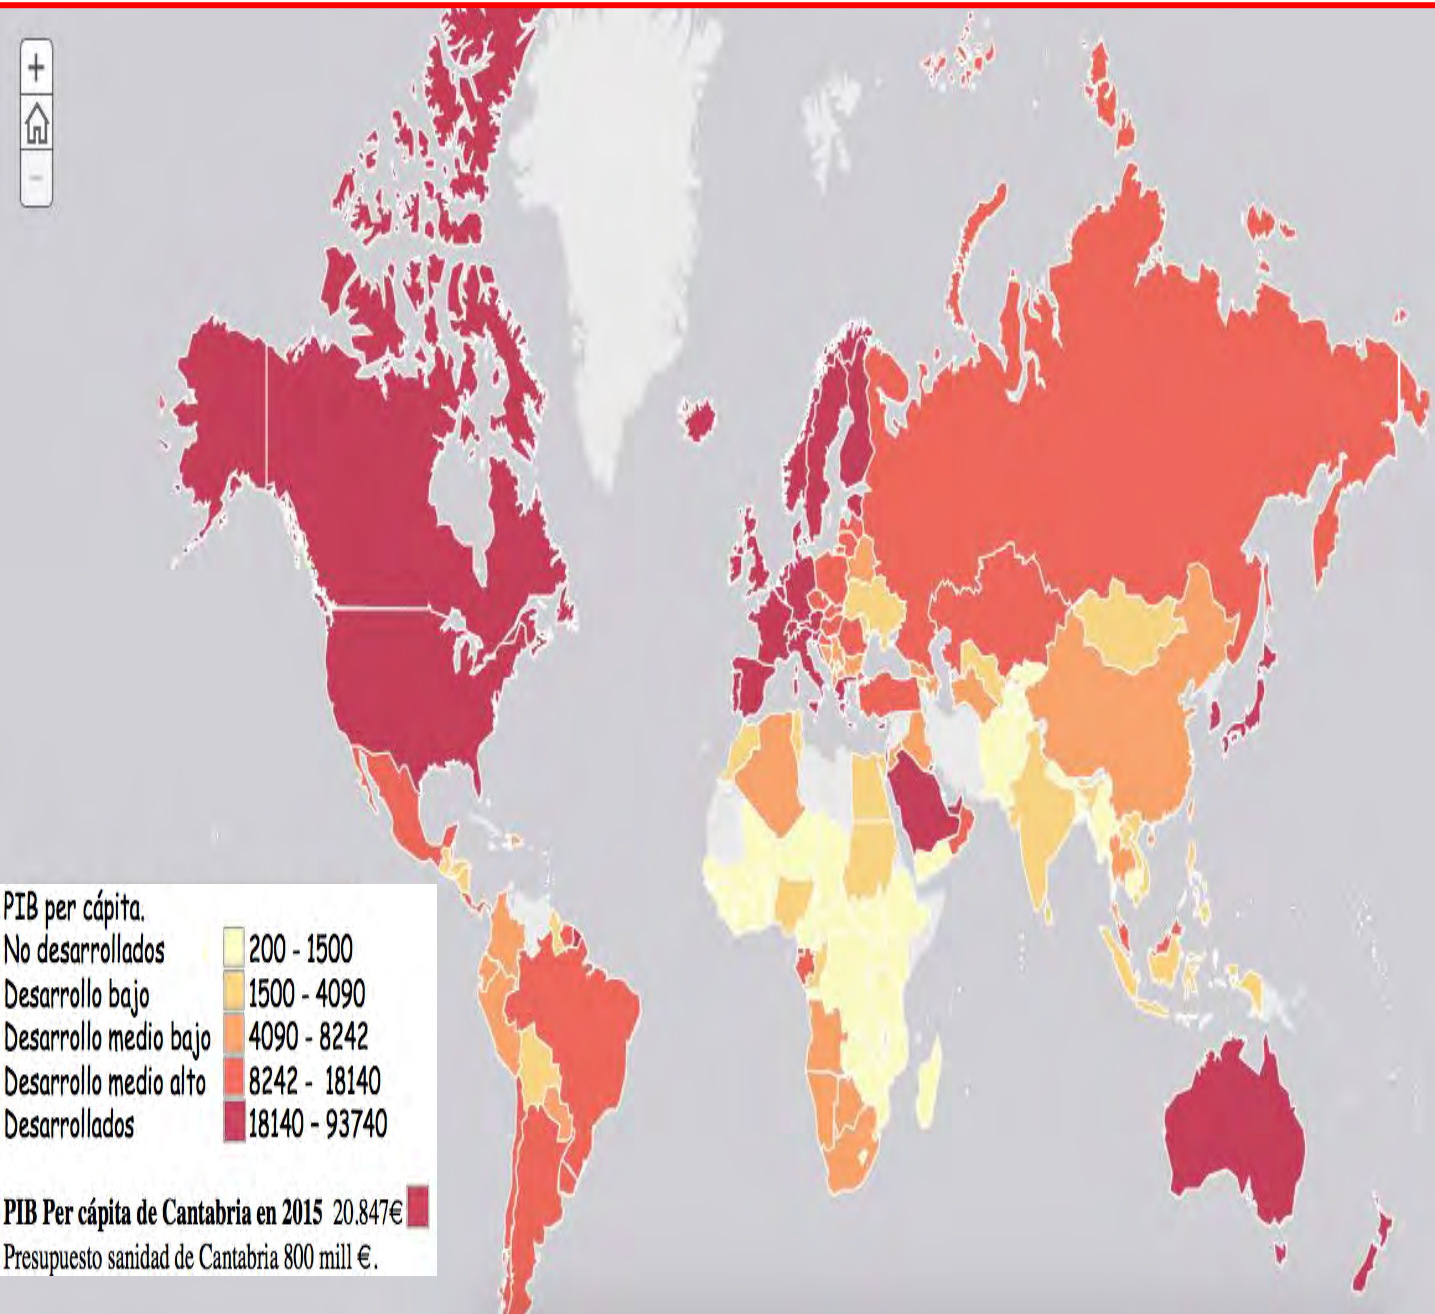 +
−
PIB per cápita.
No desarrollados 200 - 1500
Desarrollo bajo 1500 - 4090
Desarrollo medio bajo 4090 - 8242
Desarrollo medio alto 8242 - 18140
Desarrollados 18140 - 93740
PIB Per cápita de Cantabria en 2015 20.847€
Presupuesto sanidad de Cantabria 800 mill €.